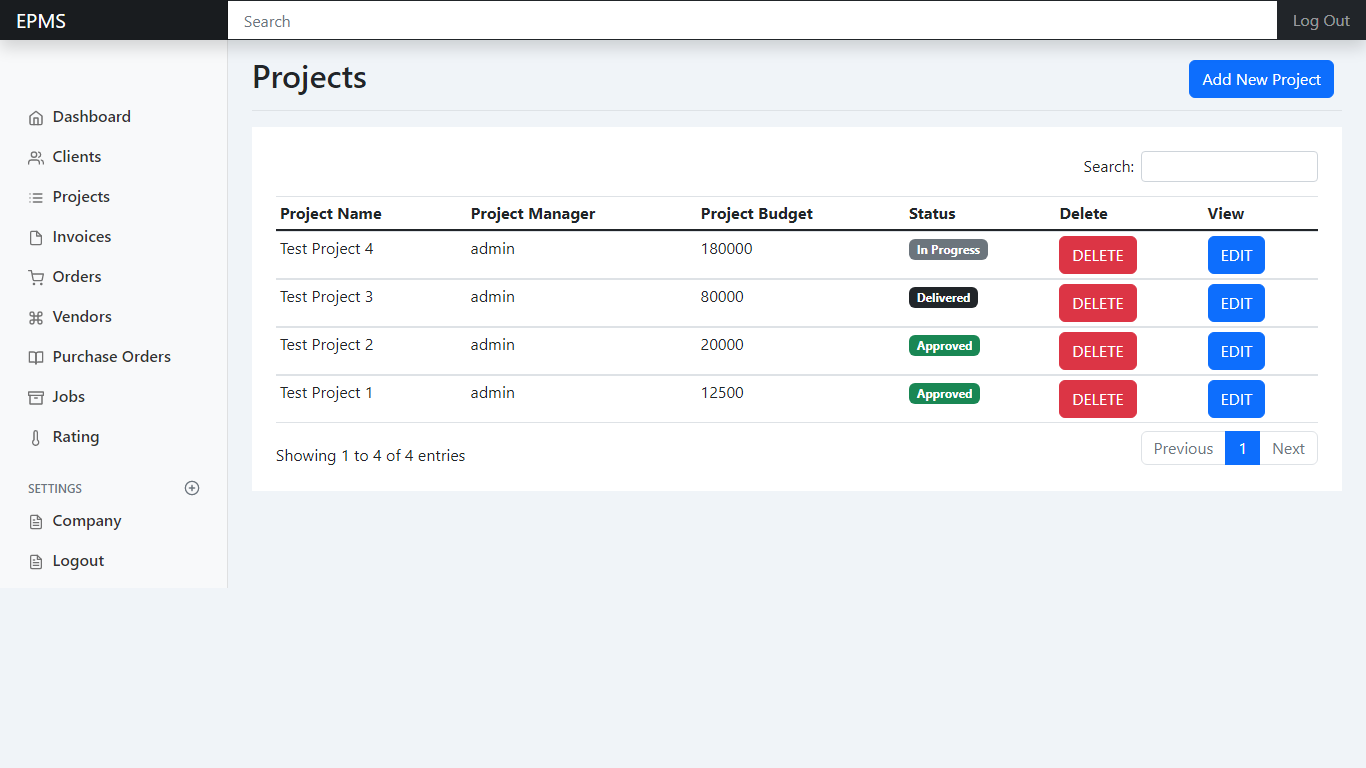 EPMS
Search
Log Out
Dashboard
Clients
Projects
Invoices
Orders
Vendors
Purchase Orders
Jobs
Rating
SETTINGS
Company
Logout
Projects
Add New Project
Search:
Project Name Project Manager Project Budget Status Delete View
Test Project 4 admin 180000 In Progress DELETE EDIT
Test Project 3 admin 80000 Delivered DELETE EDIT
Test Project 2 admin 20000 Approved DELETE EDIT
Test Project 1 admin 12500 Approved DELETE EDIT
Showing 1 to 4 of 4 entries
Previous 1 Next